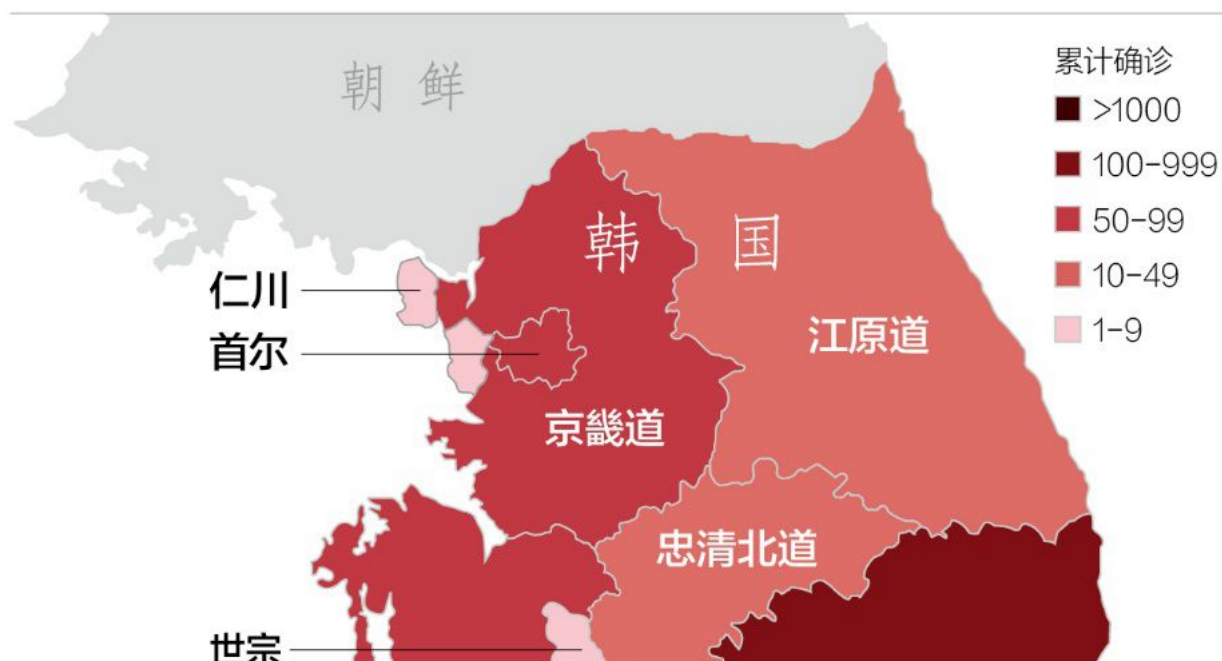 朝鲜
累计确诊
>1000
100-999
50-99
10-49
1-9
韩国
仁川
首尔
江原道
京畿道
忠清北道
世宗